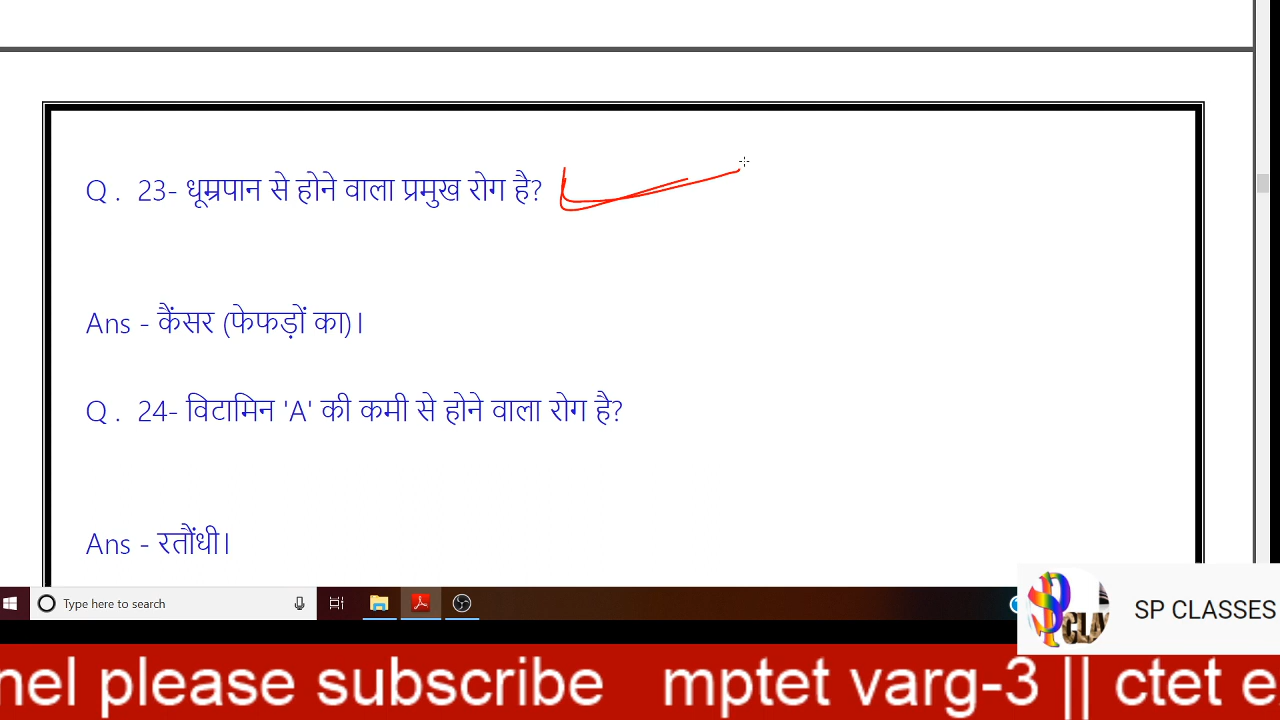 Q . 23- धूम्रपान से होने वाला प्रमुख रोग है?
Ans - कैंसर (फेफड़ों का)।
Q . 24- विटामिन 'A' की कमी से होने वाला रोग है?
Ans - रतौंधी।
Type here to search
SP CLASSES
nel please subscribe mptet varg-3 || ctet e